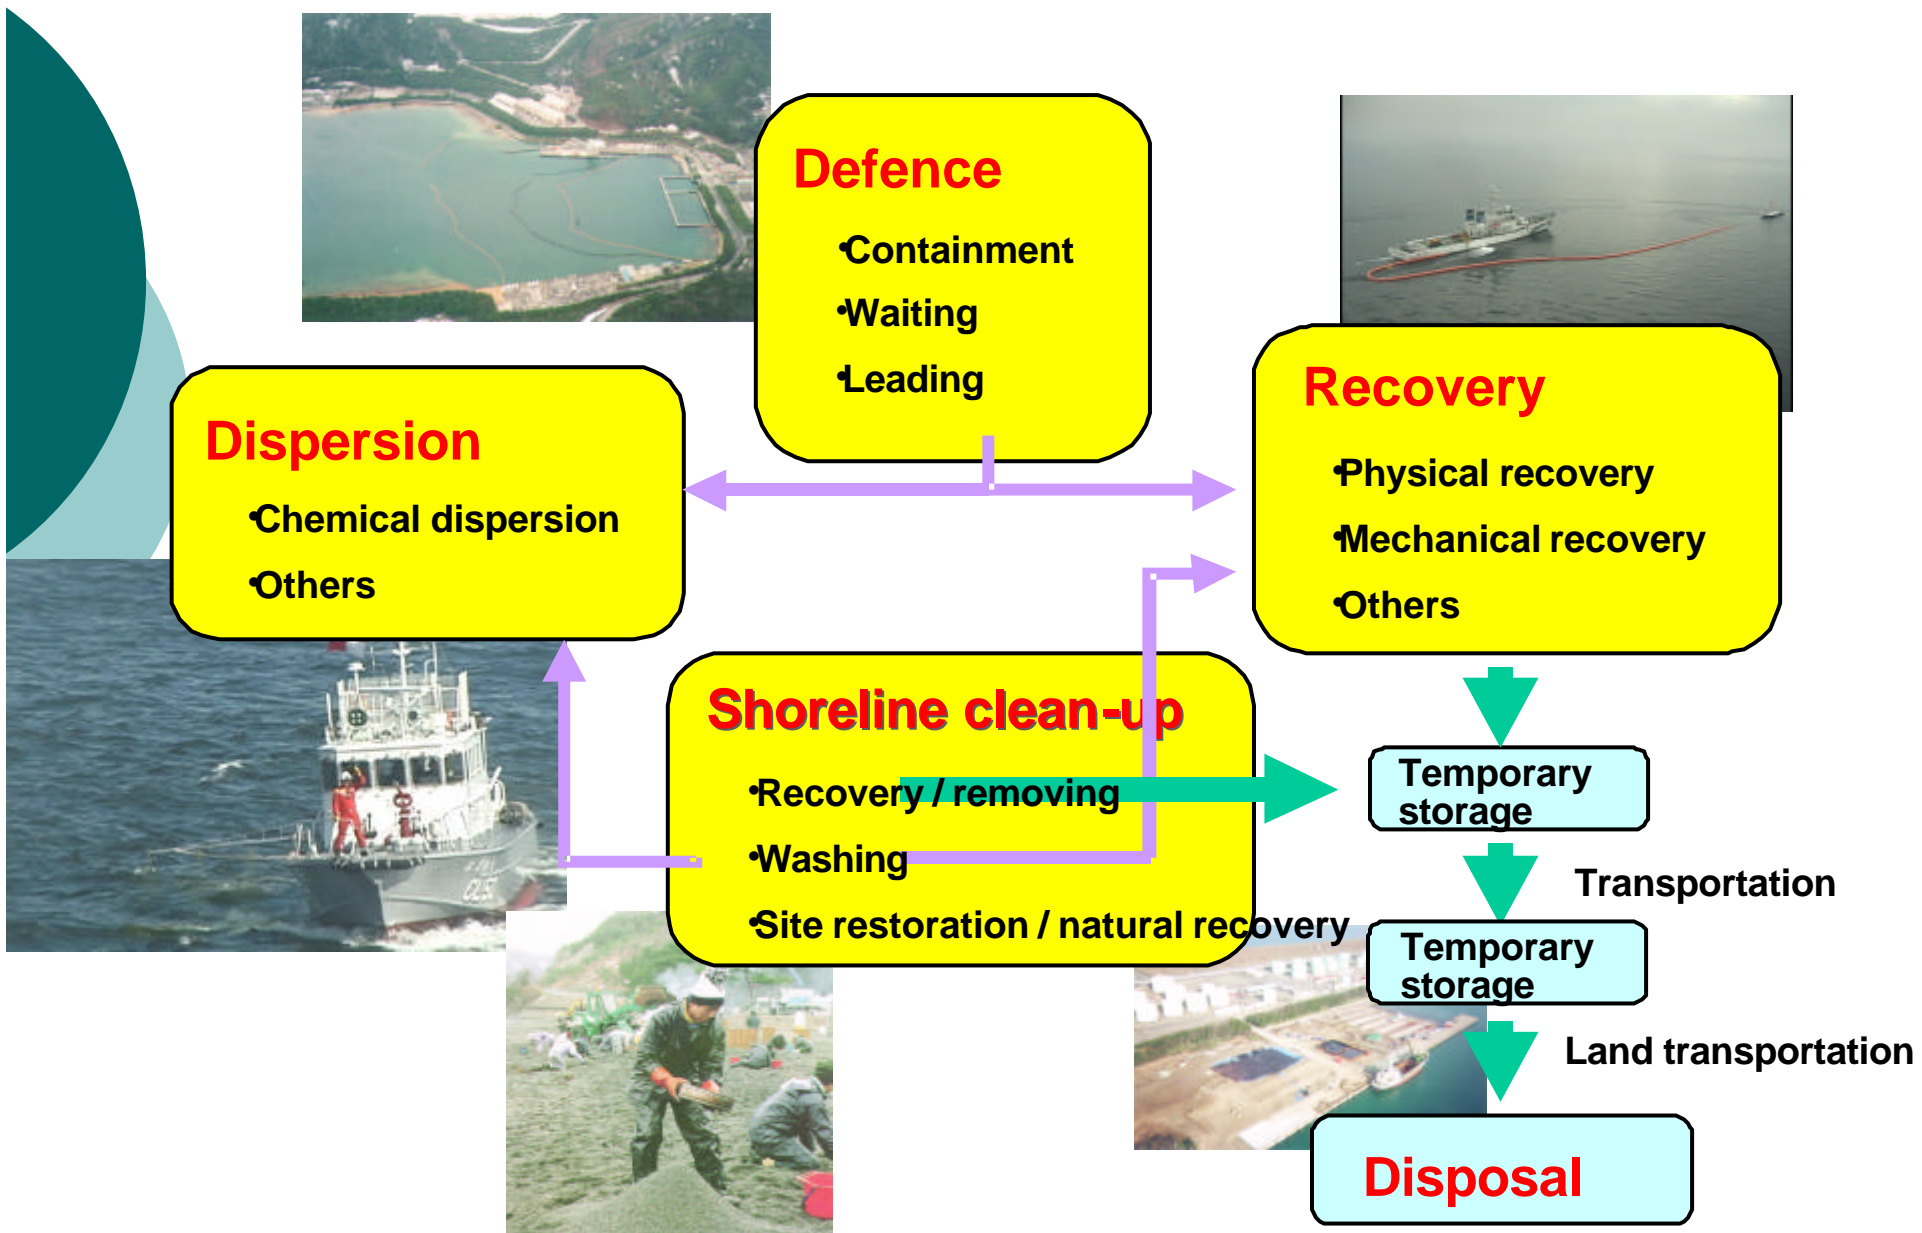 Defence
•Containment
•Waiting
•Leading
Dispersion
•Chemical dispersion
•Others
Recovery
•Physical recovery
•Mechanical recovery
•Others
Shoreline clean-up
•Recovery / removing
•Washing
•Site restoration / natural recovery
Temporary
storage
Transportation
Temporary
storage
Land transportation
Disposal